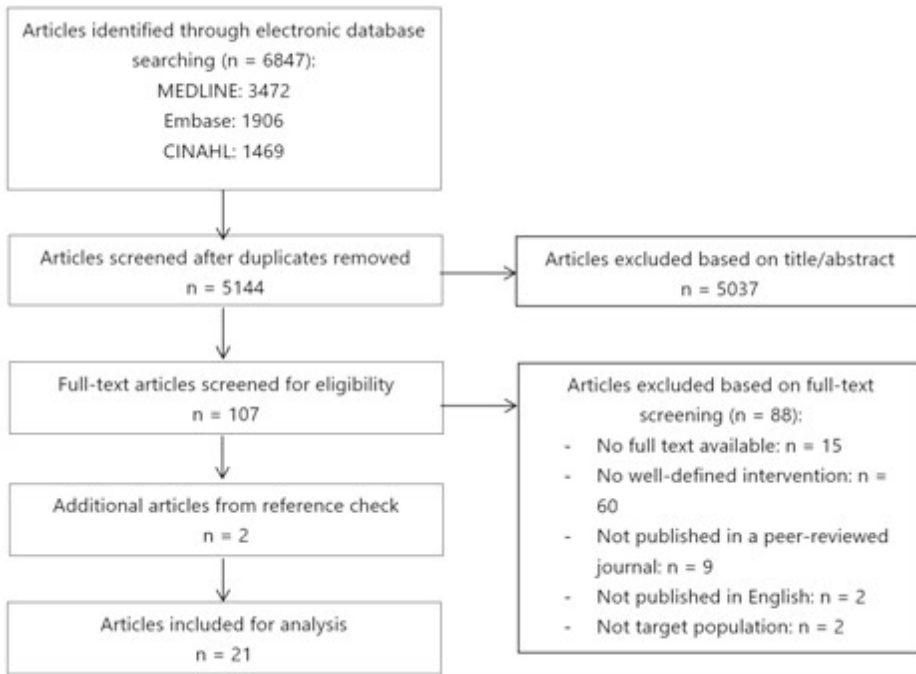 Articles identified through electronic database
searching (n = 6847):
MEDLINE: 3472
Embase: 1906
CINAHL: 1469
Articles screened after duplicates removed
n = 5144
Articles excluded based on title/abstract
n = 5037
Full-text articles screened for eligibility
n = 107
Articles excluded based on full-text
screening (n = 88):
- No full text available: n = 15
- No well-defined intervention: n =
60
- Not published in a peer-reviewed
journal: n = 9
- Not published in English: n = 2
- Not target population: n = 2
Additional articles from reference check
n = 2
Articles included for analysis
n = 21